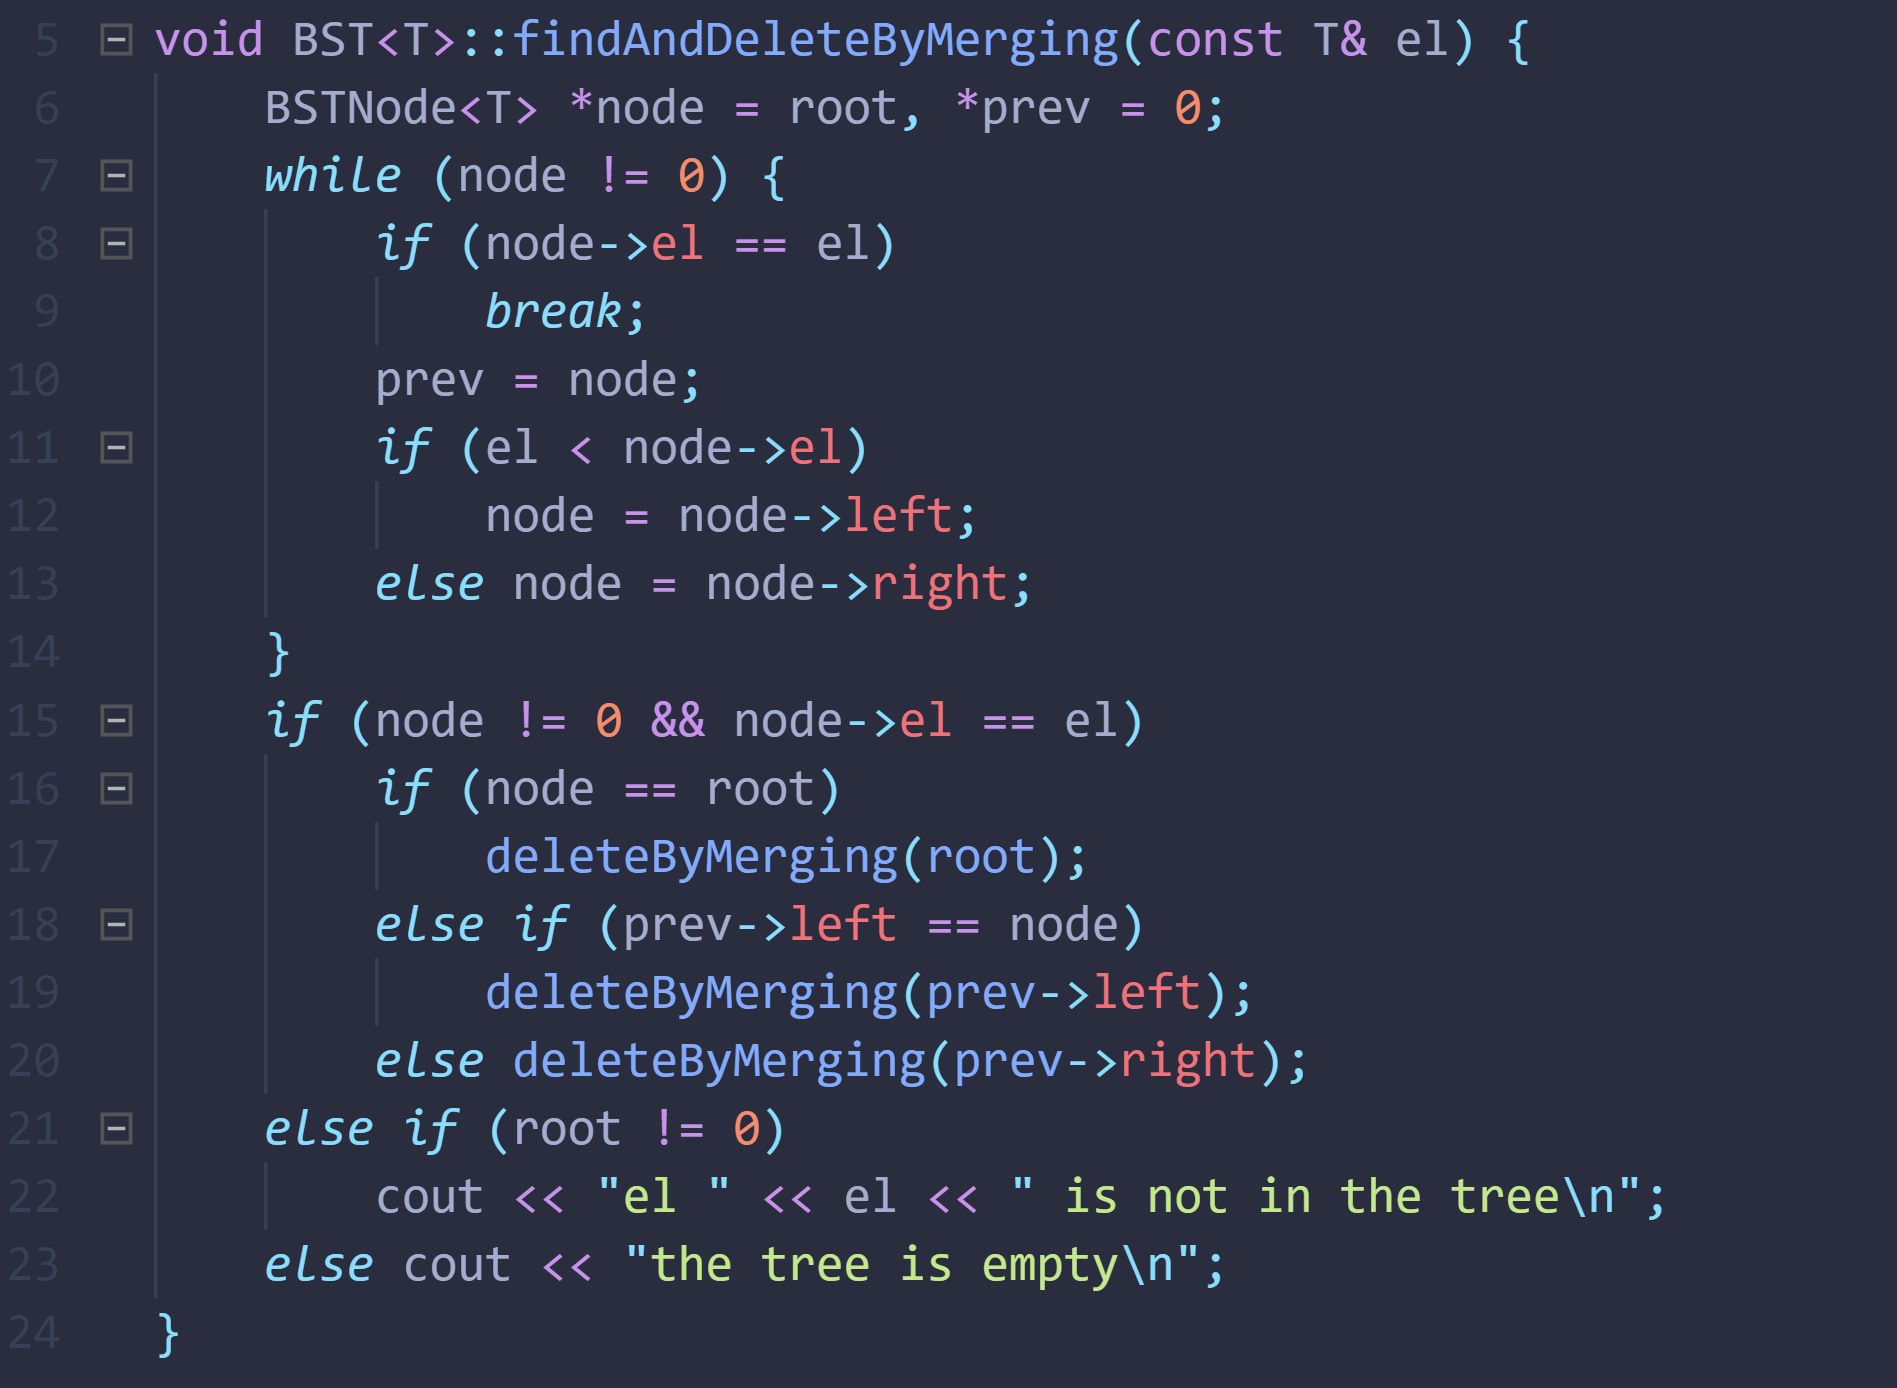 5 void BST<T>::findAndDeleteByMerging(const T& el) {
6 BSTNode<T> *node = root, *prev = 0;
7 while (node != 0) {
8 if (node->el == el)
9 break;
10 prev = node;
11 if (el < node->el)
12 node = node->left;
13 else node = node->right;
14 }
15 if (node != 0 && node->el == el)
16 if (node == root)
17 deleteByMerging(root);
18 else if (prev->left == node)
19 deleteByMerging(prev->left);
20 else deleteByMerging(prev->right);
21 else if (root != 0)
22 cout << "el " << el << " is not in the tree\n";
23 else cout << "the tree is empty\n";
24 }